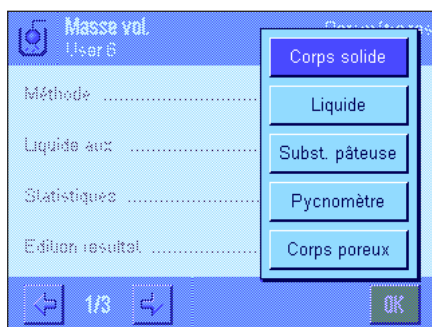 Masse vol.
User 6
Méthode ..................
Liquide aux ..................
Statistiques ..................
Edition résultat ..................
Corps solide
Liquide
Subst. pâteuse
Pycnomètre
Corps poreux
1/3
OK